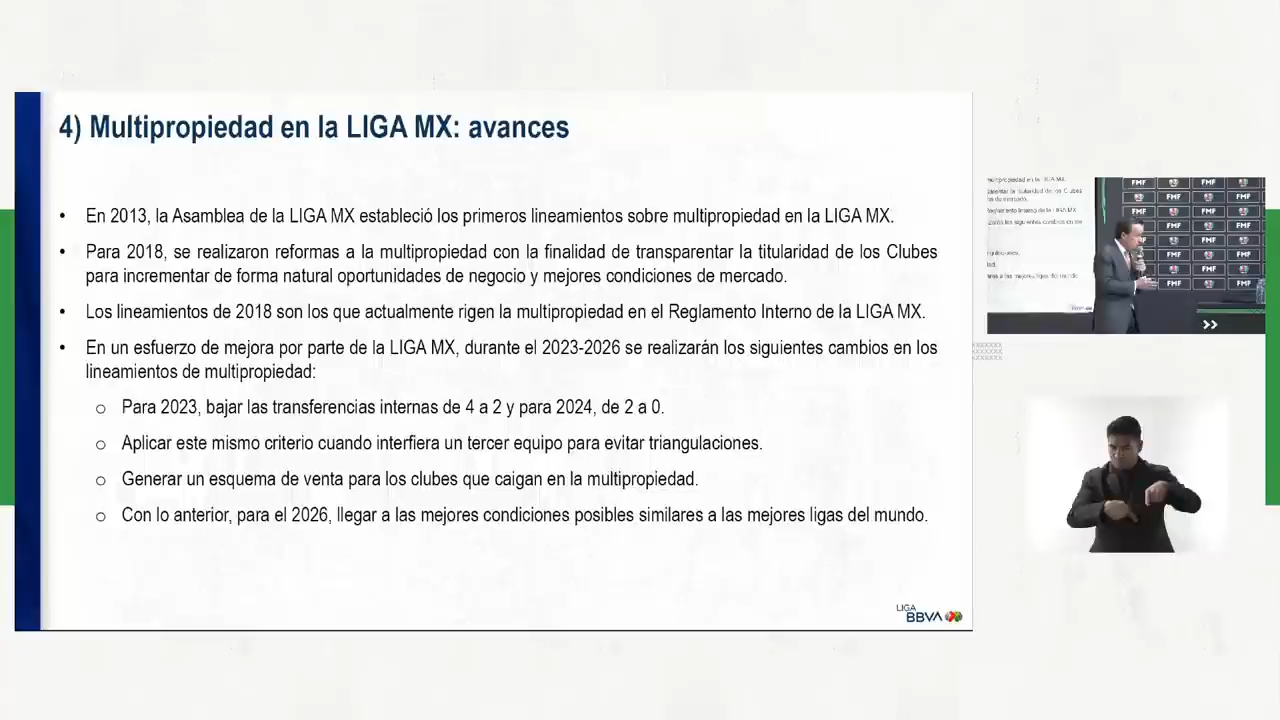 4) Multipropiedad en la LIGA MX: avances
• En 2013, la Asamblea de la LIGA MX estableció los primeros lineamientos sobre multipropiedad en la LIGA MX.
• Para 2018, se realizaron reformas a la multipropiedad con la finalidad de transparentar la titularidad de los Clubes
para incrementar de forma natural oportunidades de negocio y mejores condiciones de mercado.
• Los lineamientos de 2018 son los que actualmente rigen la multipropiedad en el Reglamento Interno de la LIGA MX.
• En un esfuerzo de mejora por parte de la LIGA MX, durante el 2023-2026 se realizarán los siguientes cambios en los
lineamientos de multipropiedad:
o Para 2023, bajar las transferencias internas de 4 a 2 y para 2024, de 2 a 0.
o Aplicar este mismo criterio cuando interfiera un tercer equipo para evitar triangulaciones.
o Generar un esquema de venta para los clubes que caigan en la multipropiedad.
o Con lo anterior, para el 2026, llegar a las mejores condiciones posibles similares a las mejores ligas del mundo.
LIGA
BBVA
FMF FMF FMF
FMF
FMF FMF